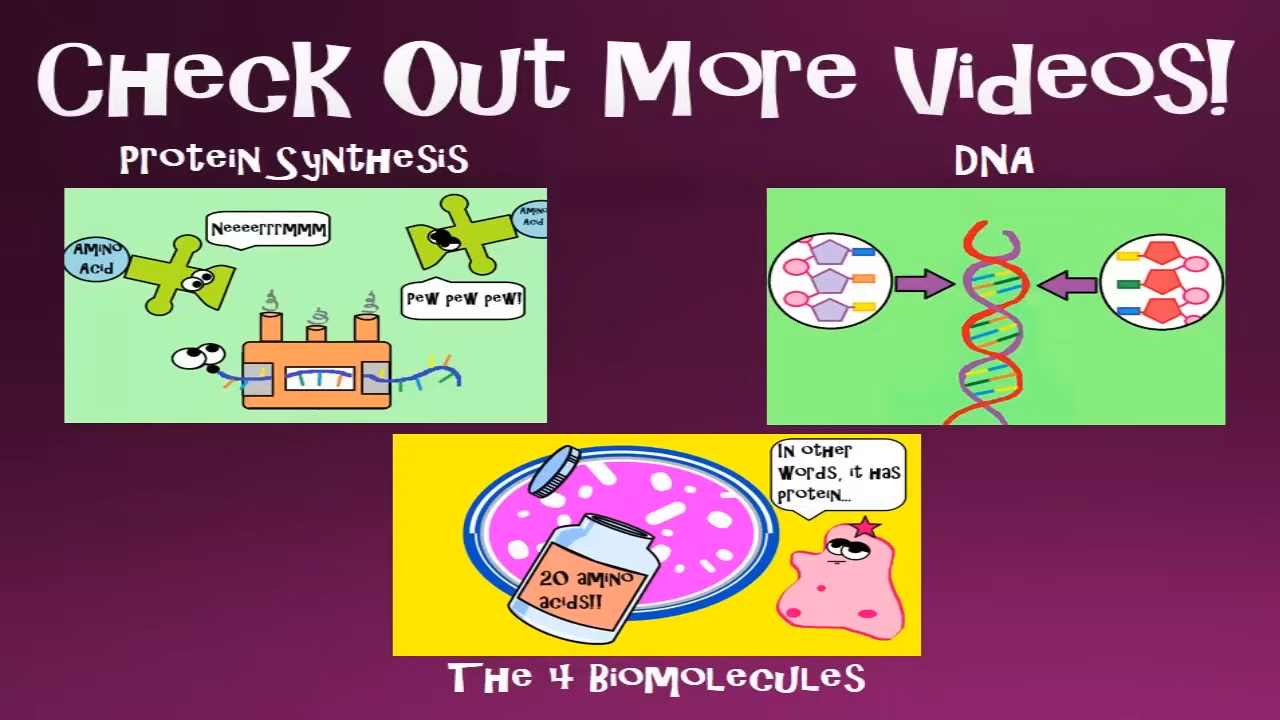 Check Out More Videos!
Protein Synthesis
DNA
Neeeerrrmmm
Amino
Acid
Amino
Acid
Pew pew pew!
In other
words, it has
protein...
20 amino
acids!!
The 4 Biomolecules